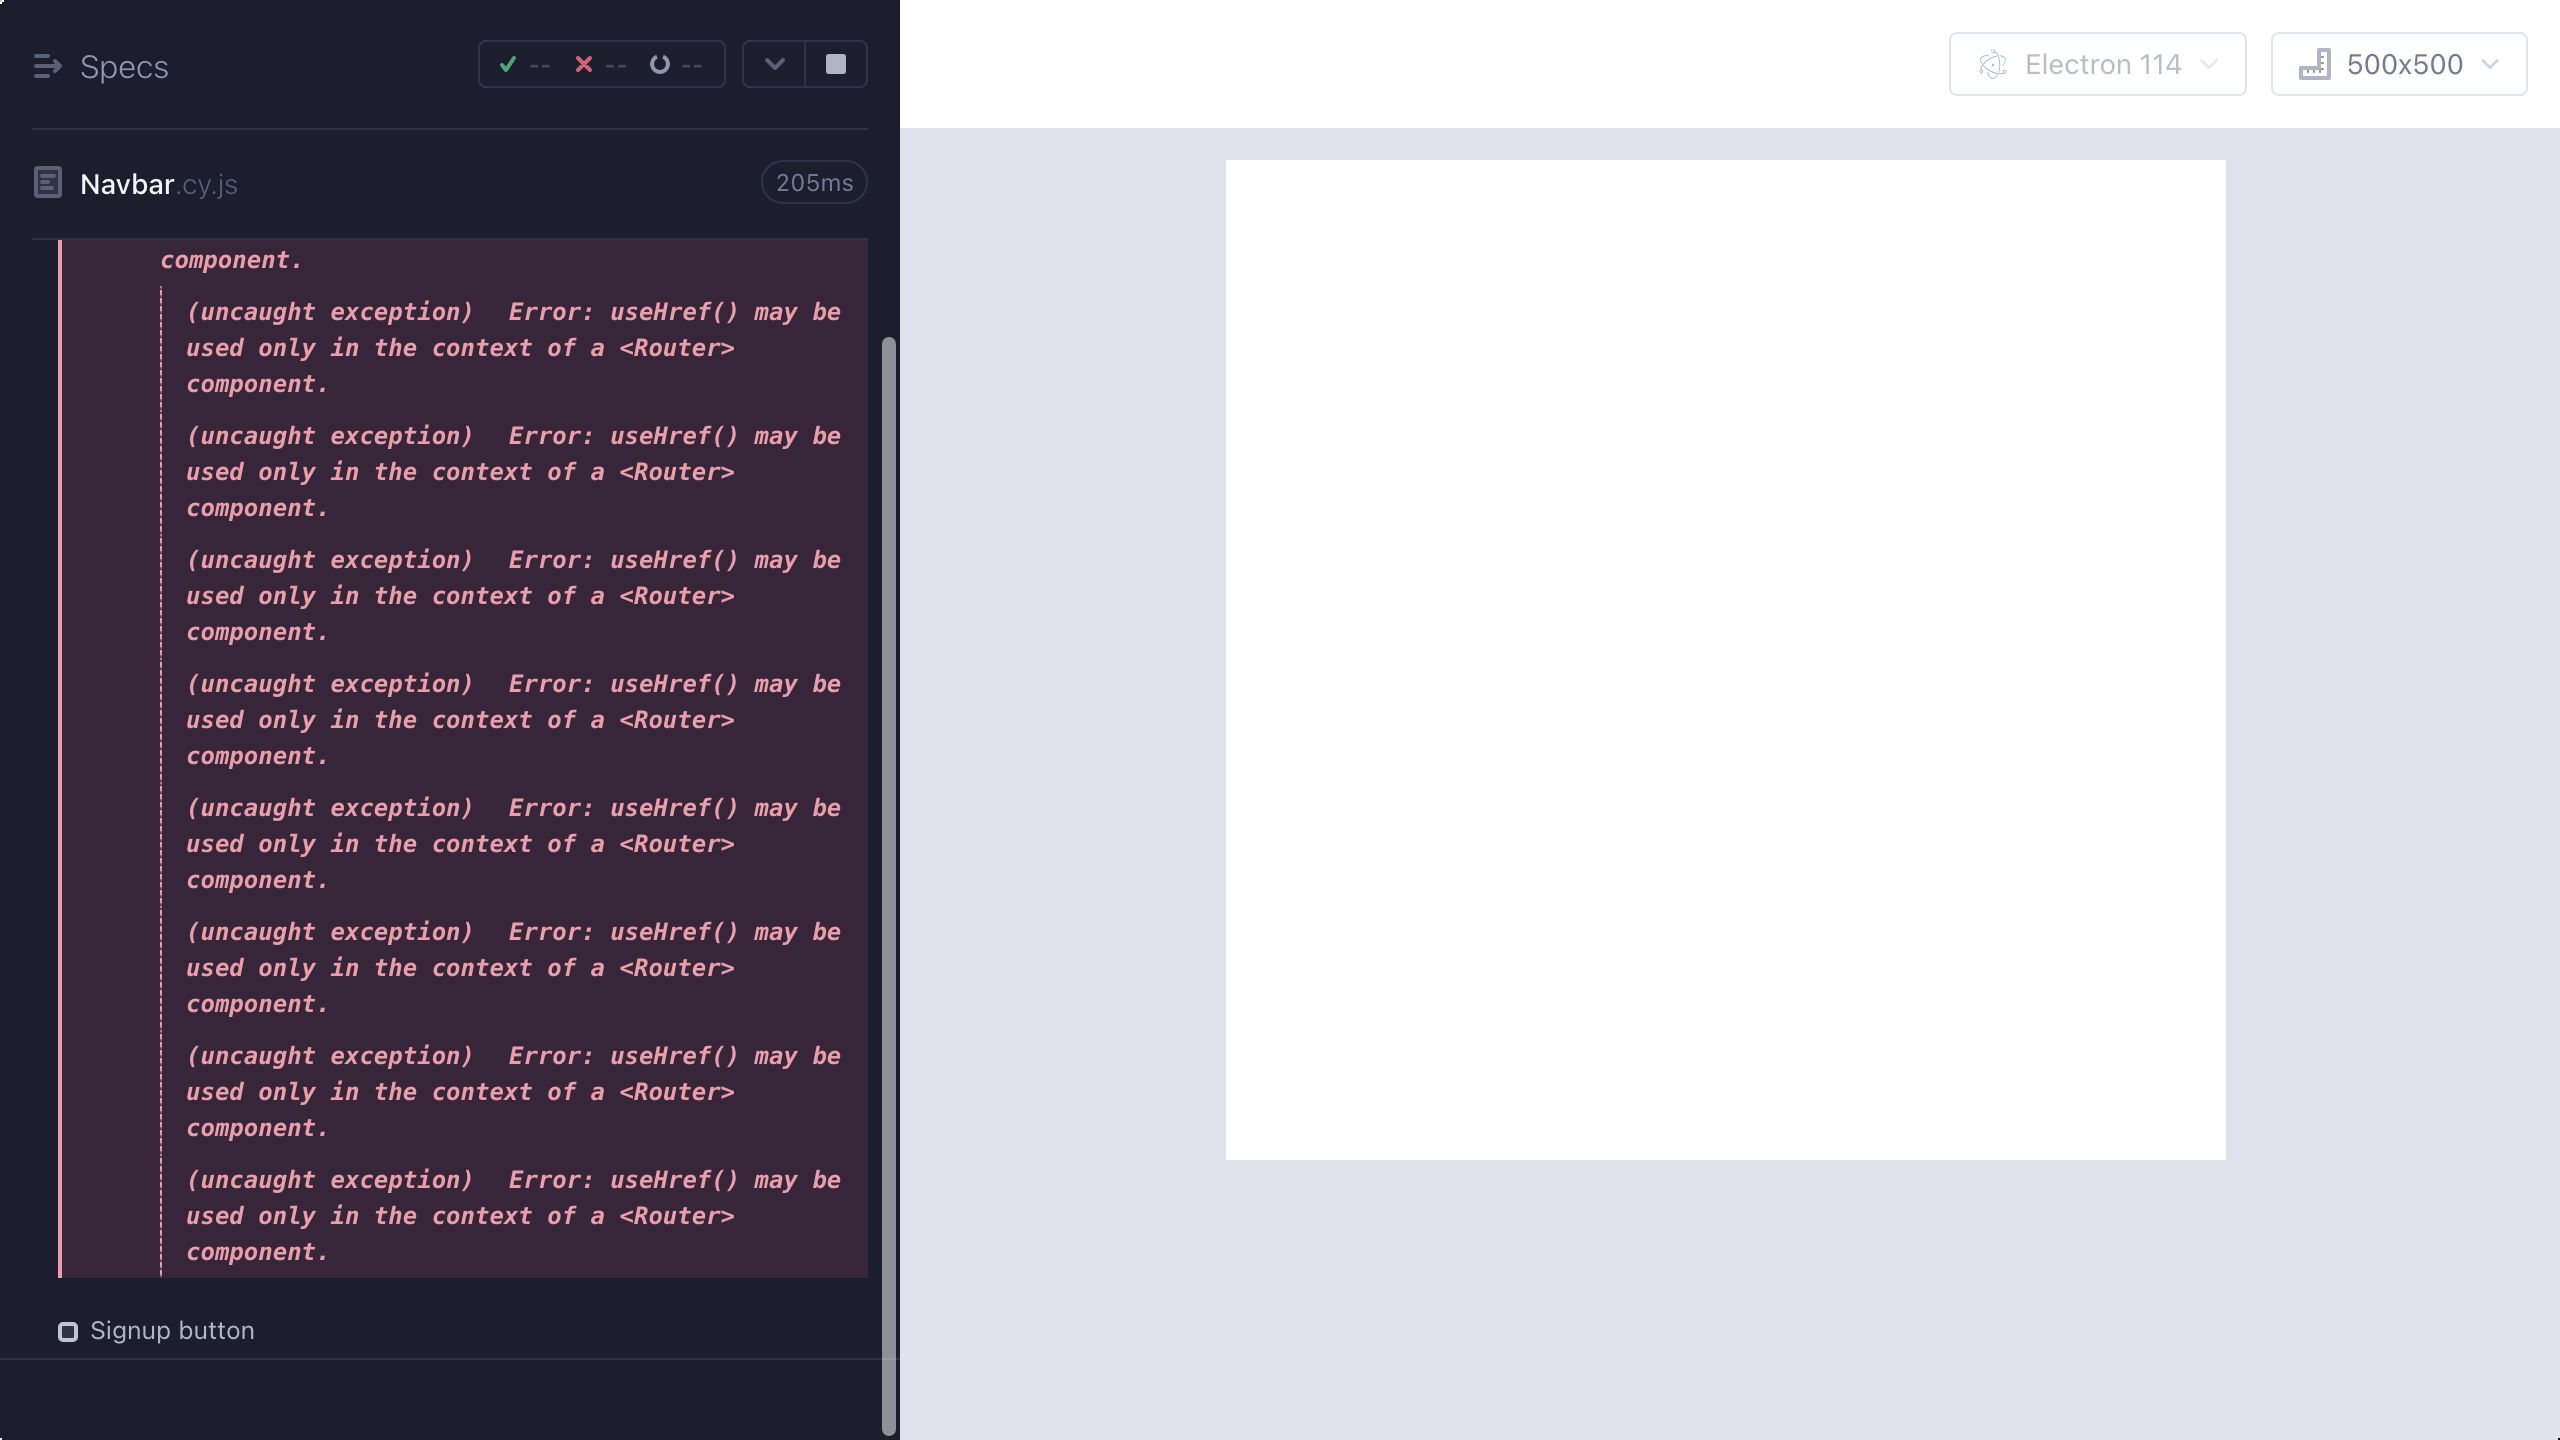 Specs
-- -- --
Electron 114
500x500
Navbar.cy.js
205ms
component.
(uncaught exception) Error: useHref() may be
used only in the context of a <Router>
component.
(uncaught exception) Error: useHref() may be
used only in the context of a <Router>
component.
(uncaught exception) Error: useHref() may be
used only in the context of a <Router>
component.
(uncaught exception) Error: useHref() may be
used only in the context of a <Router>
component.
(uncaught exception) Error: useHref() may be
used only in the context of a <Router>
component.
(uncaught exception) Error: useHref() may be
used only in the context of a <Router>
component.
(uncaught exception) Error: useHref() may be
used only in the context of a <Router>
component.
(uncaught exception) Error: useHref() may be
used only in the context of a <Router>
component.
Signup button